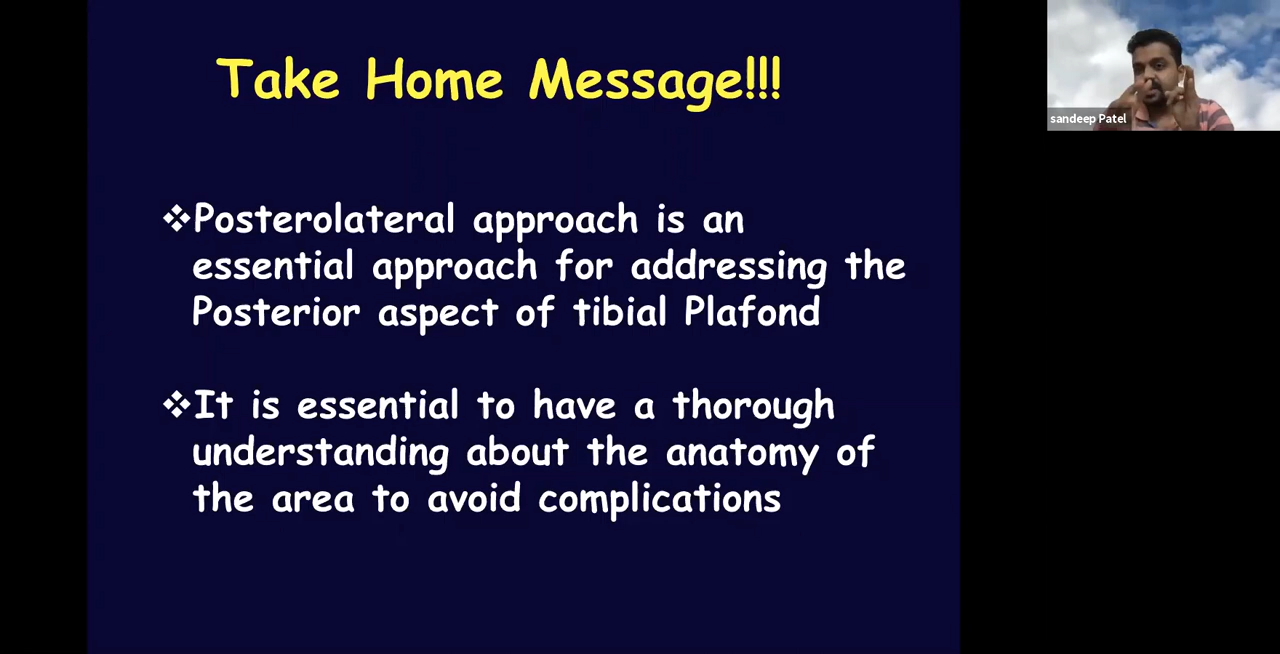 Take Home Message!!!
❖Posterolateral approach is an
essential approach for addressing the
Posterior aspect of tibial Plafond
❖It is essential to have a thorough
understanding about the anatomy of
the area to avoid complications
sandeep Patel